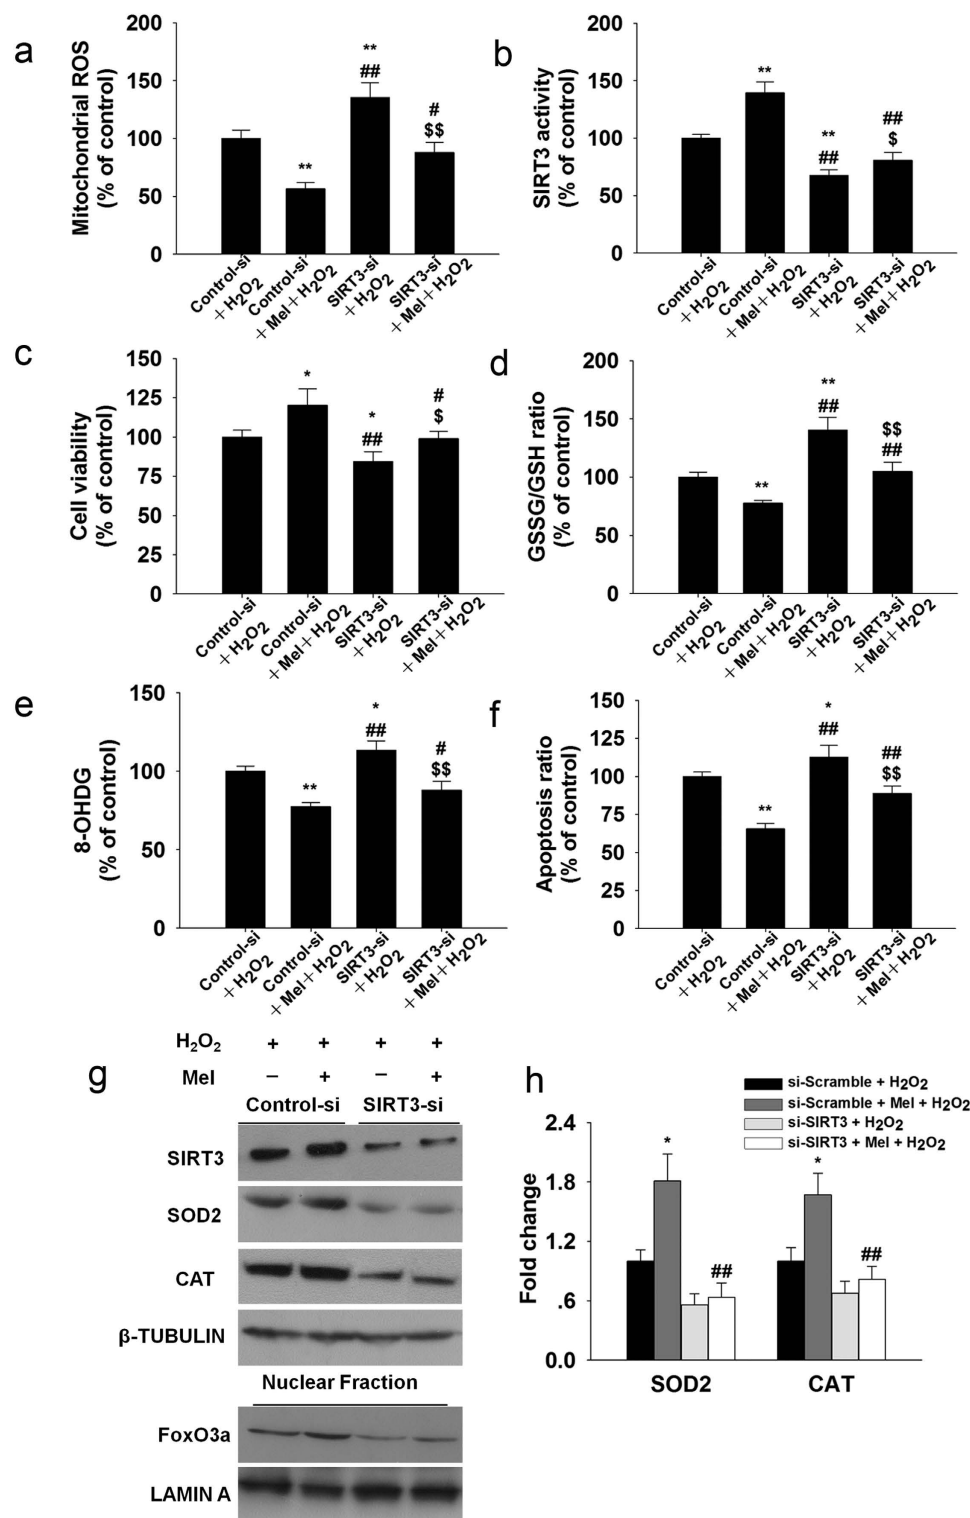 a
Mitochondrial ROS
(% of control)
200
150
100
50
0
**
**
##
#
$$
Control-si
+H2O2
Control-si
+Mel+H2O2
SIRT3-si
+H2O2
SIRT3-si
+Mel+H2O2
b
SIRT3 activity
(% of control)
200
150
100
50
0
**
**
##
##
$
Control-si
+H2O2
Control-si
+Mel+H2O2
SIRT3-si
+H2O2
SIRT3-si
+Mel+H2O2
c
Cell viability
(% of control)
150
125
100
75
50
25
0
*
*
##
#
$
Control-si
+H2O2
Control-si
+Mel+H2O2
SIRT3-si
+H2O2
SIRT3-si
+Mel+H2O2
d
GSSG/GSH ratio
(% of control)
200
150
100
50
0
**
**
##
$$
##
Control-si
+H2O2
Control-si
+Mel+H2O2
SIRT3-si
+H2O2
SIRT3-si
+Mel+H2O2
e
8-OHDG
(% of control)
150
100
50
0
**
*
##
#
$$
Control-si
+H2O2
Control-si
+Mel+H2O2
SIRT3-si
+H2O2
SIRT3-si
+Mel+H2O2
f
Apoptosis ratio
(% of control)
150
125
100
75
50
25
0
**
*
##
##
$$
Control-si
+H2O2
Control-si
+Mel+H2O2
SIRT3-si
+H2O2
SIRT3-si
+Mel+H2O2
g
H₂O₂ + + + +
Mel – + – +
Control-si SIRT3-si
SIRT3
SOD2
CAT
β-TUBULIN
Nuclear Fraction
FoxO3a
LAMIN A
h
si-Scramble + H₂O₂
si-Scramble + Mel + H₂O₂
si-SIRT3 + H₂O₂
si-SIRT3 + Mel + H₂O₂
Fold change
2.4
1.8
1.2
.6
0.0
*
##
*
##
SOD2 CAT